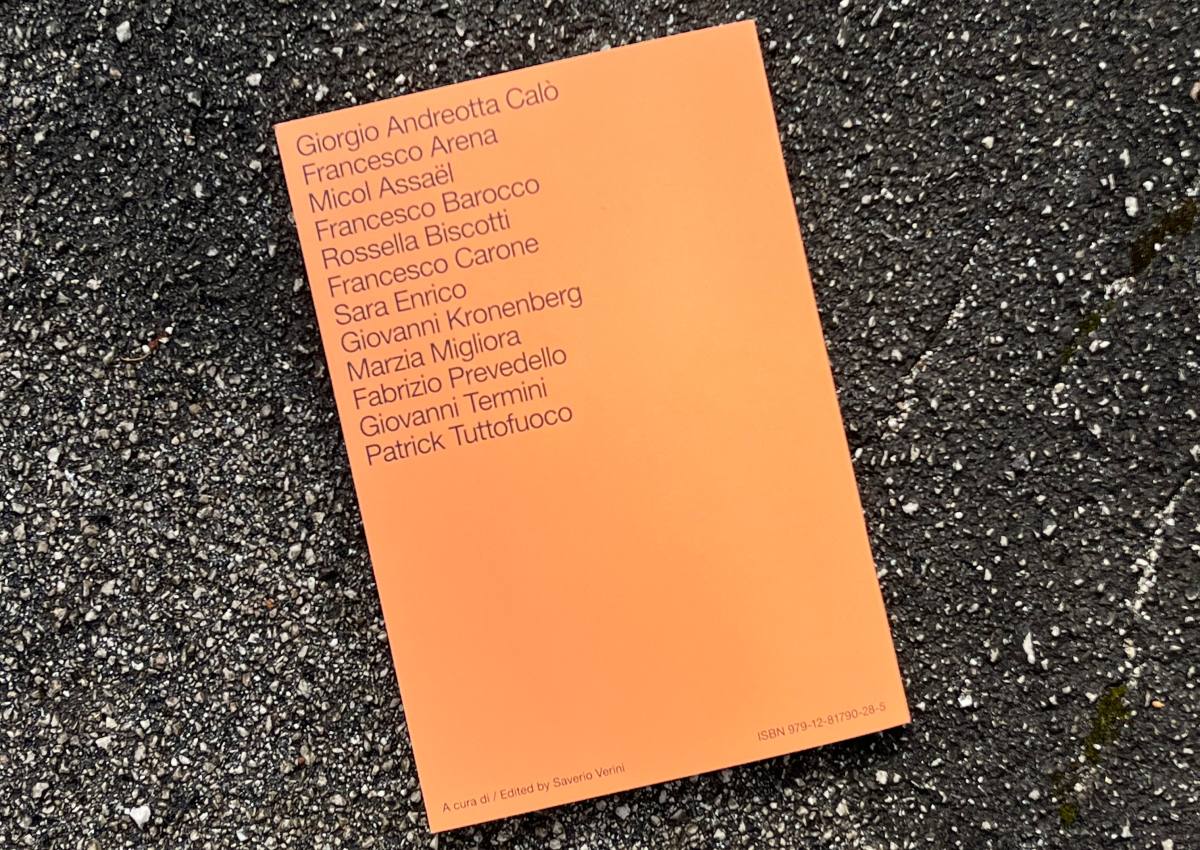 Giorgio Andreotta Calò
Francesco Arena
Micol Assaël
Francesco Barocco
Rossella Biscotti
Francesco Carone
Sara Enrico
Giovanni Kronenberg
Marzia Migliora
Fabrizio Prevedello
Giovanni Termini
Patrick Tuttofuoco
A cura di / Edited by Saverio Verini
ISBN 979-12-81790-28-5